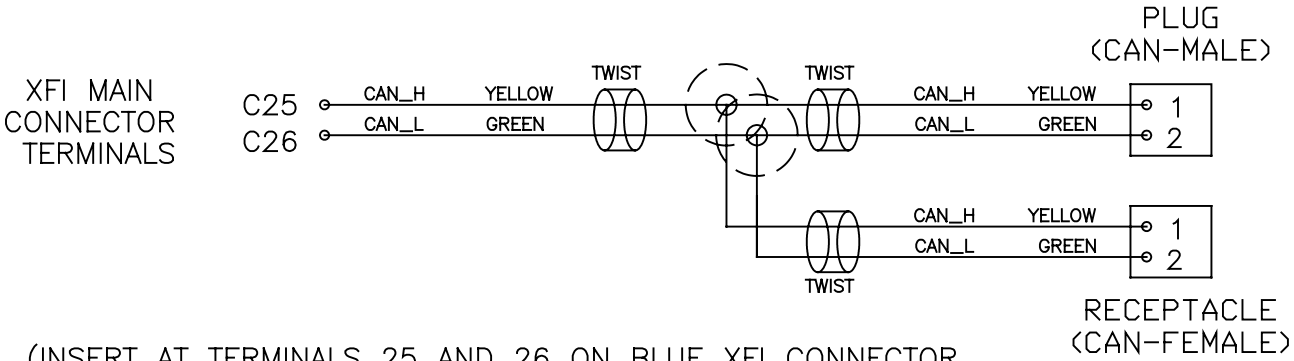 PLUG
(CAN-MALE)
XFI MAIN
CONNECTOR
TERMINALS
C25
CAN_H
YELLOW
TWIST
TWIST
CAN_H
YELLOW
1
C26
CAN_L
GREEN
CAN_L
GREEN
2
CAN_H
YELLOW
1
CAN_L
GREEN
2
TWIST
RECEPTACLE
(CAN-FEMALE)
(INSERT AT TERMINALS 25 AND 26 ON BLUE XFI CONNECTOR